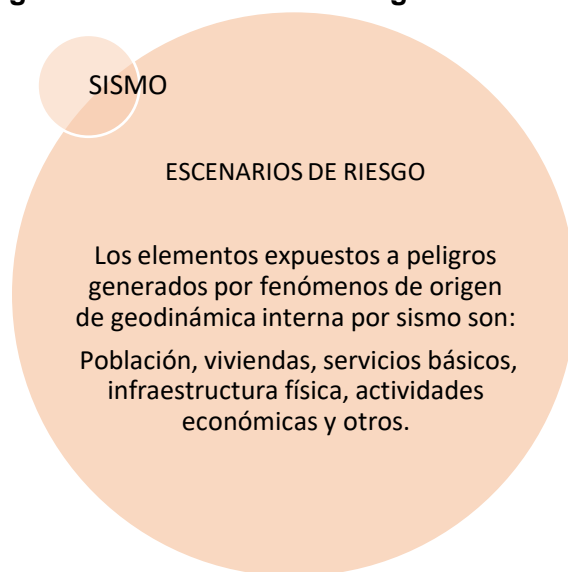 SISMO
ESCENARIOS DE RIESGO
Los elementos expuestos a peligros
generados por fenómenos de origen
de geodinámica interna por sismo son:
Población, viviendas, servicios básicos,
infraestructura física, actividades
económicas y otros.